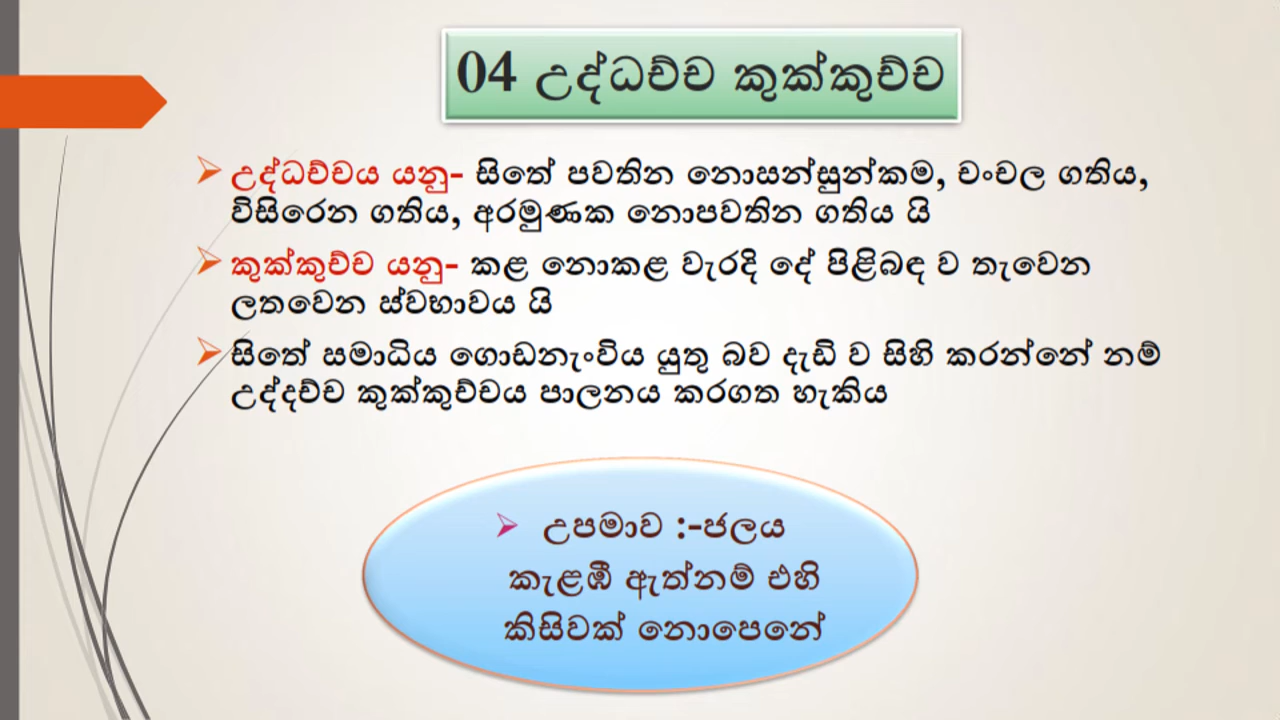 04 උද්ධච්ච කුක්කුච්ච
උද්ධච්චය යනු- සිතේ පවතින නොසන්සුන්කම, චංචල ගතිය,
විසිරෙන ගතිය, අරමුණක නොපවතින ගතිය යි
කුක්කුච්ච යනු- කළ නොකළ වැරදි දේ පිළිබඳ ව තැවෙන
ලතවෙන ස්වභාවය යි
සිතේ සමාධිය ගොඩනැංවිය යුතු බව දැඩි ව සිහි කරන්නේ නම්
උද්දච්ච කුක්කුච්චය පාලනය කරගත හැකිය
උපමාව :-ජලය
කැළඹී ඇත්නම් එහි
කිසිවක් නොපෙනේ